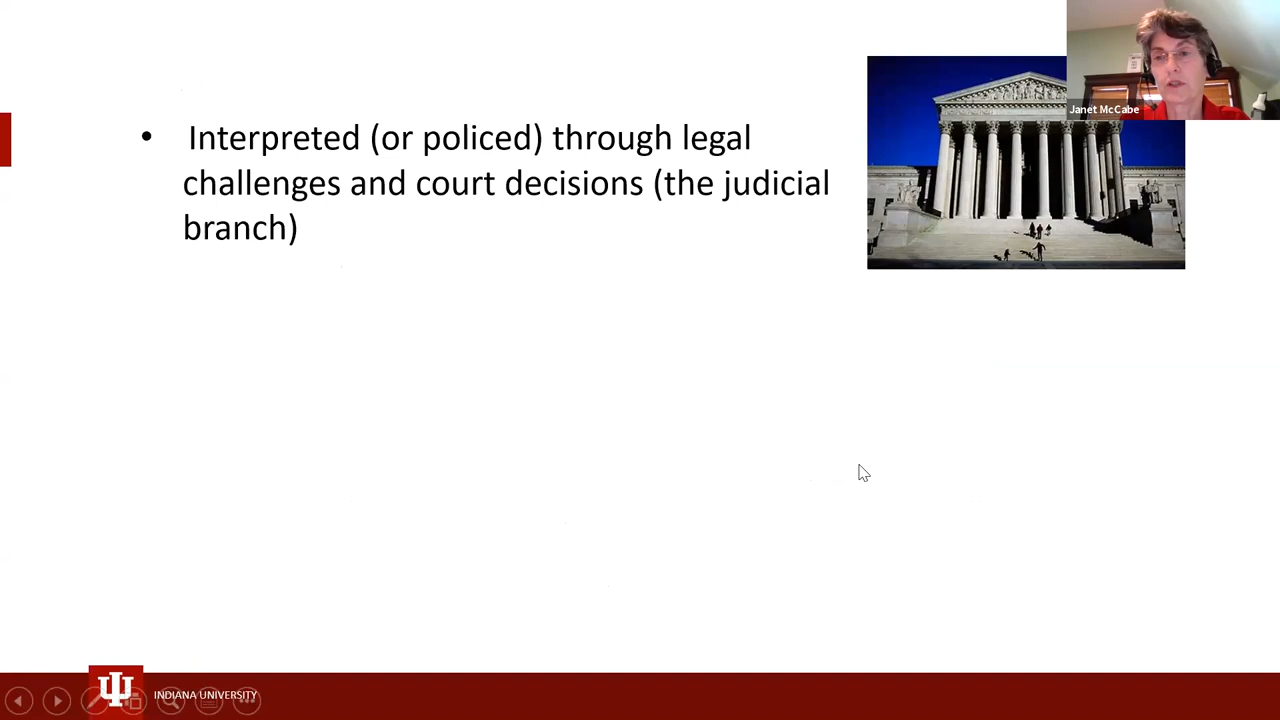 Janet McCabe
• Interpreted (or policed) through legal
challenges and court decisions (the judicial
branch)
INDIANA UNIVERSITY